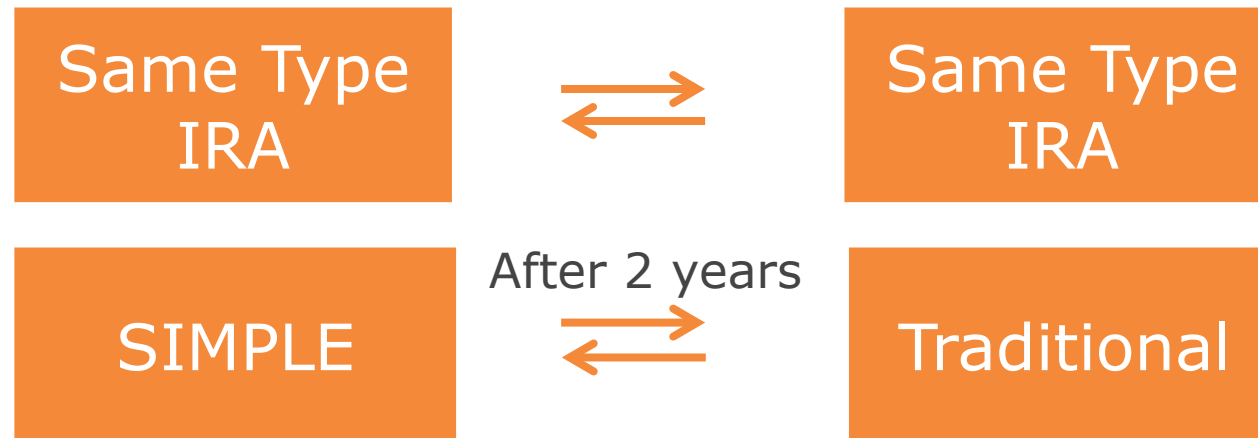 Same Type
IRA
Same Type
IRA
SIMPLE
After 2 years
Traditional